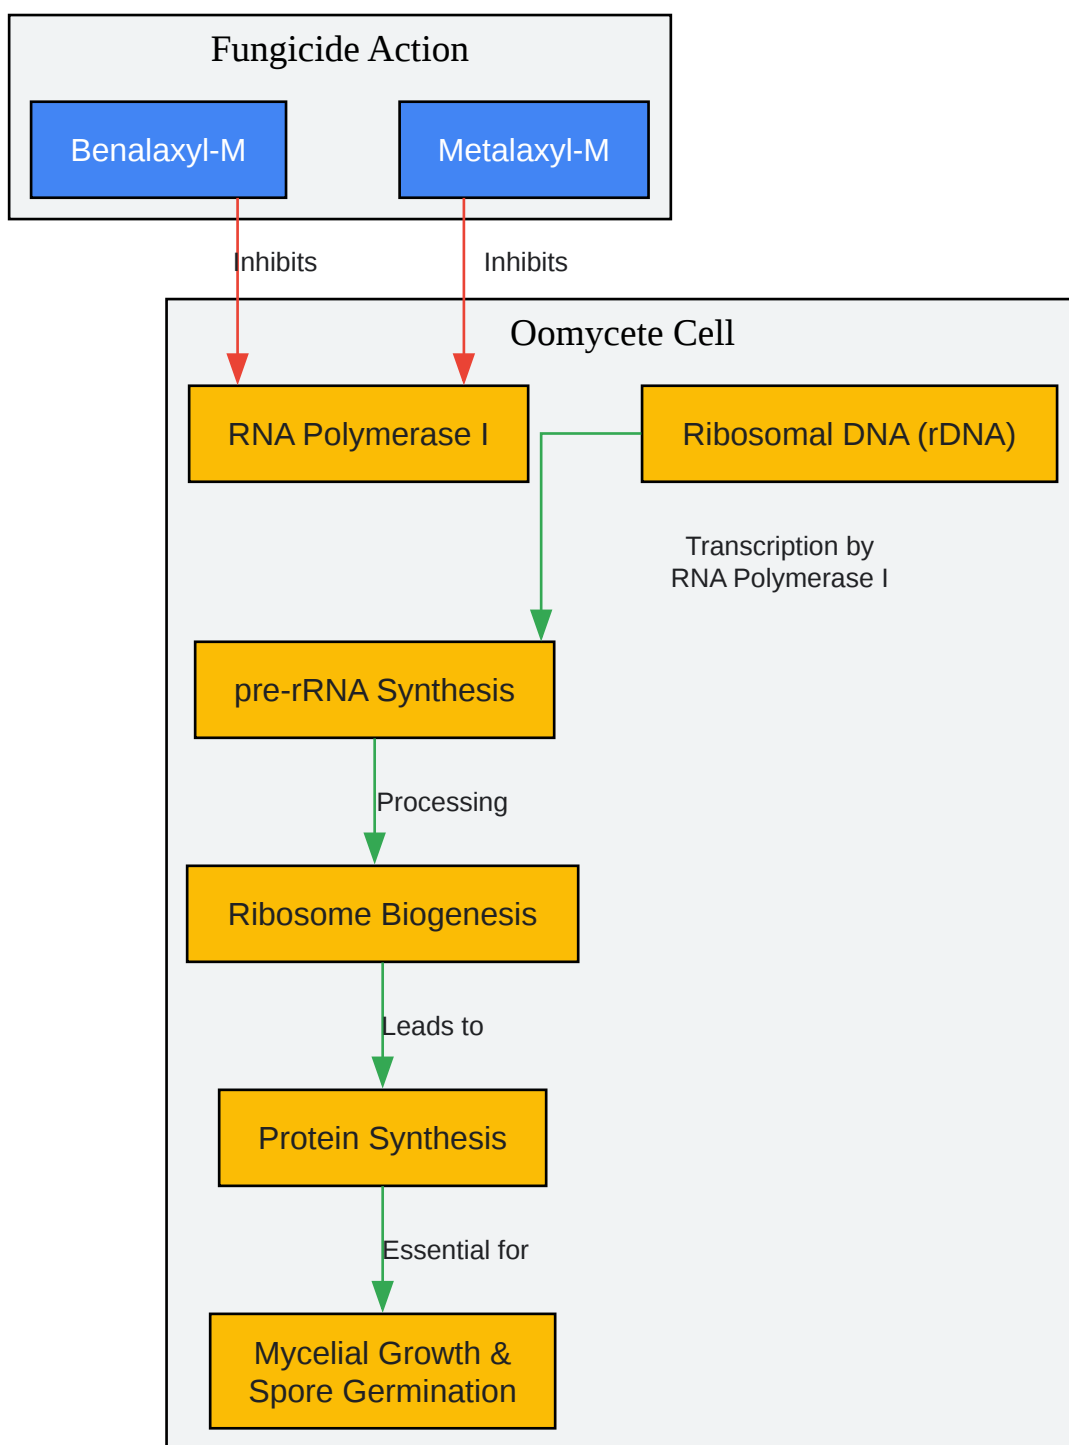 Fungicide Action
Benalaxyl-M
Metalaxyl-M
Inhibits
Inhibits
Oomycete Cell
RNA Polymerase I
Ribosomal DNA (rDNA)
Transcription by
RNA Polymerase I
pre-rRNA Synthesis
Processing
Ribosome Biogenesis
Leads to
Protein Synthesis
Essential for
Mycelial Growth &
Spore Germination